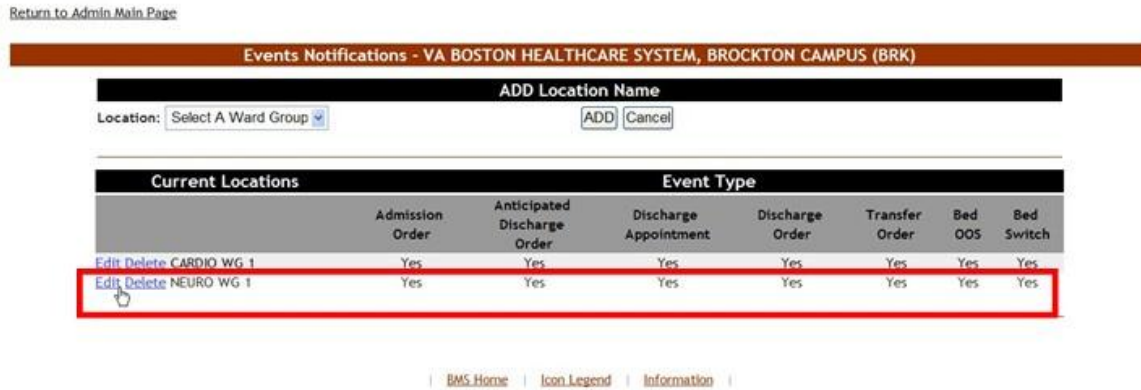 Return to Admin Main Page
Events Notifications - VA BOSTON HEALTHCARE SYSTEM, BROCKTON CAMPUS (BRK)
ADD Location Name
Location: Select A Ward Group ADD Cancel
Current Locations Event Type
Admission Order Anticipated Discharge Order Discharge Appointment Discharge Order Transfer Order Bed OOS Bed Switch
Edit Delete CARDIO WG 1 Yes Yes Yes Yes Yes Yes Yes
Edit Delete NEURO WG 1 Yes Yes Yes Yes Yes Yes Yes
| BMS Home | Icon Legend | Information |